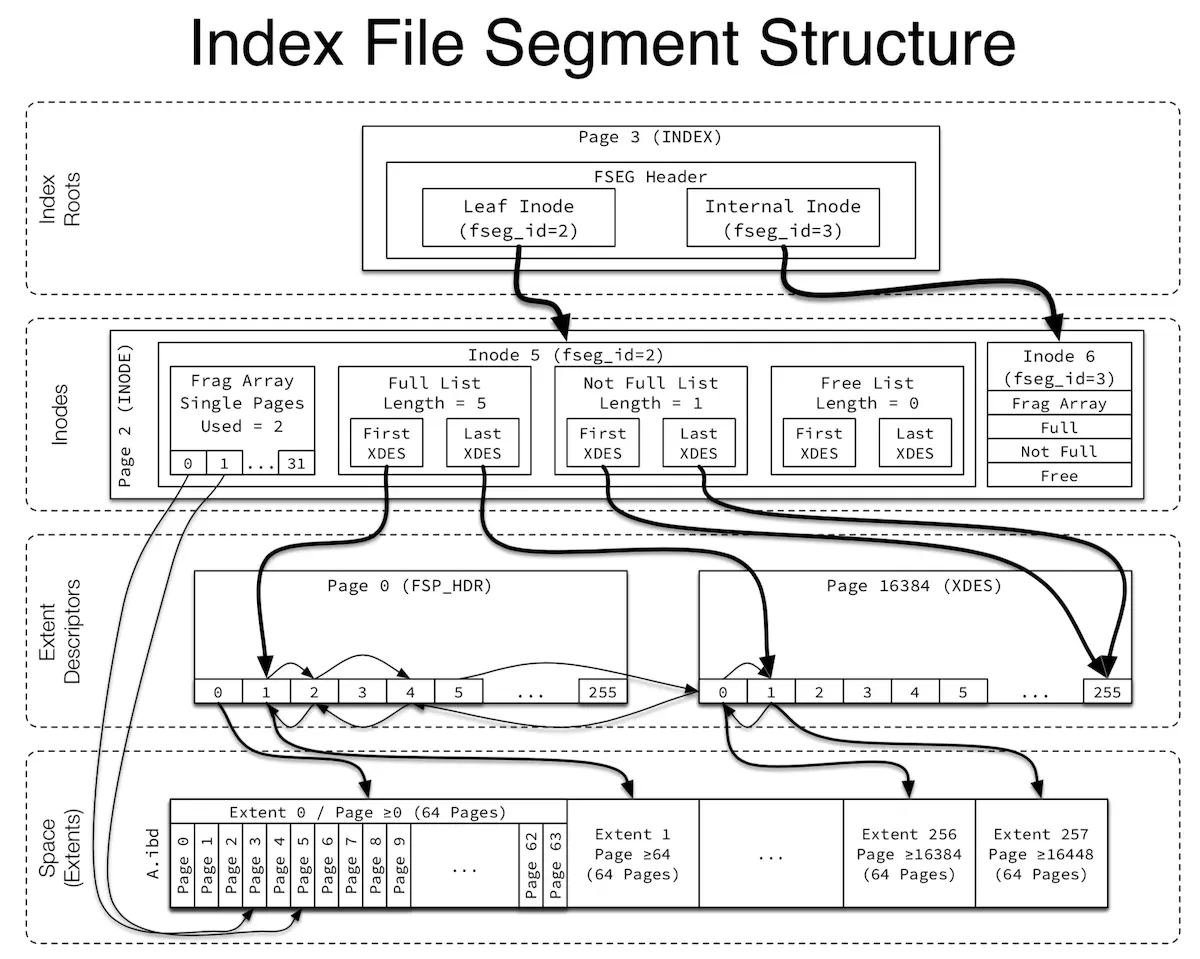 Index File Segment Structure
Index
Roots
Page 3 (INDEX)
FSEG Header
Leaf Inode
(fseg_id=2)
Internal Inode
(fseg_id=3)
Inodes
Page 2 (INODE)
Inode 5 (fseg_id=2)
Frag Array
Single Pages
Used = 2
0 1 ... 31
Full List
Length = 5
First
XDES
Last
XDES
Not Full List
Length = 1
First
XDES
Last
XDES
Free List
Length = 0
First
XDES
Last
XDES
Inode 6
(fseg_id=3)
Frag Array
Full
Not Full
Free
Extent
Descriptors
Page 0 (FSP_HDR)
0 1 2 3 4 5 ... 255
Page 16384 (XDES)
0 1 2 3 4 5 ... 255
Space
(Extents)
A.ibd
Extent 0 / Page ≥0 (64 Pages)
Page 0
Page 1
Page 2
Page 3
Page 4
Page 5
Page 6
Page 7
Page 8
Page 9
...
Page 62
Page 63
Extent 1
Page ≥64
(64 Pages)
...
Extent 256
Page ≥16384
(64 Pages)
Extent 257
Page ≥16448
(64 Pages)